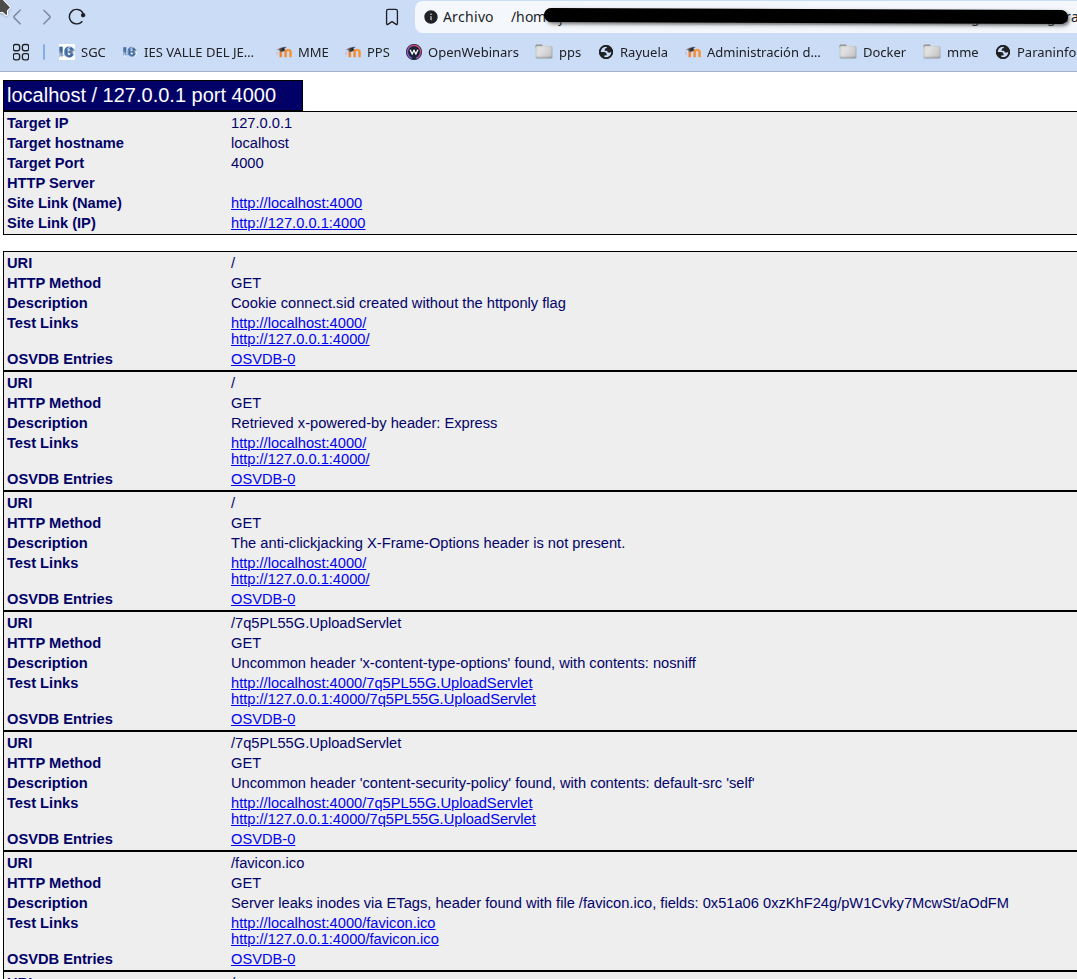 Archivo /hom
SGC IES VALLE DEL JE... MME PPS OpenWebinars pps Rayuela Administración d... Docker mme Paraninfo
localhost / 127.0.0.1 port 4000
Target IP 127.0.0.1
Target hostname localhost
Target Port 4000
HTTP Server
Site Link (Name) http://localhost:4000
Site Link (IP) http://127.0.0.1:4000
URI /
HTTP Method GET
Description Cookie connect.sid created without the httponly flag
Test Links http://localhost:4000/
http://127.0.0.1:4000/
OSVDB Entries OSVDB-0
URI /
HTTP Method GET
Description Retrieved x-powered-by header: Express
Test Links http://localhost:4000/
http://127.0.0.1:4000/
OSVDB Entries OSVDB-0
URI /
HTTP Method GET
Description The anti-clickjacking X-Frame-Options header is not present.
Test Links http://localhost:4000/
http://127.0.0.1:4000/
OSVDB Entries OSVDB-0
URI /7q5PL55G.UploadServlet
HTTP Method GET
Description Uncommon header 'x-content-type-options' found, with contents: nosniff
Test Links http://localhost:4000/7q5PL55G.UploadServlet
http://127.0.0.1:4000/7q5PL55G.UploadServlet
OSVDB Entries OSVDB-0
URI /7q5PL55G.UploadServlet
HTTP Method GET
Description Uncommon header 'content-security-policy' found, with contents: default-src 'self'
Test Links http://localhost:4000/7q5PL55G.UploadServlet
http://127.0.0.1:4000/7q5PL55G.UploadServlet
OSVDB Entries OSVDB-0
URI /favicon.ico
HTTP Method GET
Description Server leaks inodes via ETags, header found with file /favicon.ico, fields: 0x51a06 0xzKhF24g/pW1Cvky7McwSt/aOdFM
Test Links http://localhost:4000/favicon.ico
http://127.0.0.1:4000/favicon.ico
OSVDB Entries OSVDB-0